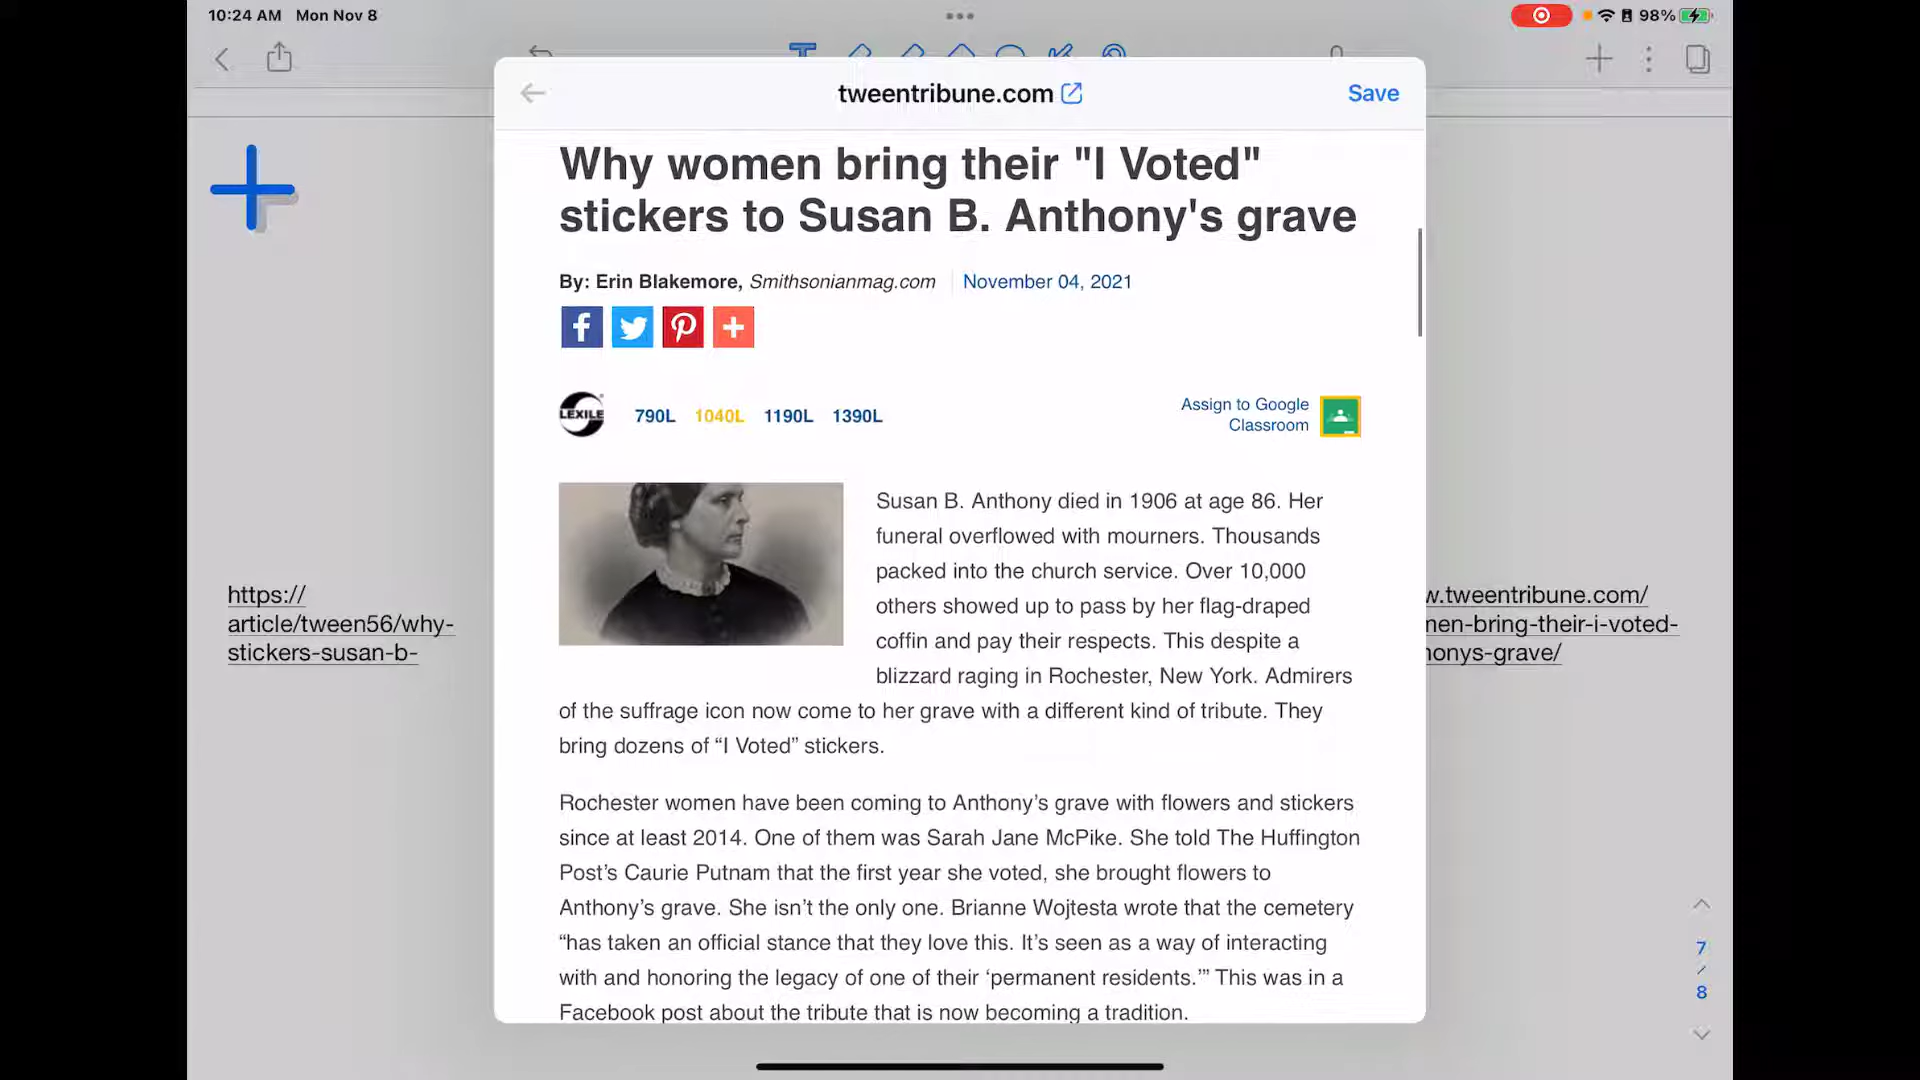 10:24 AM Mon Nov 8
98%
tweentribune.com
Save
Why women bring their "I Voted"
stickers to Susan B. Anthony's grave
By: Erin Blakemore, Smithsonianmag.com
November 04, 2021
LEXILE
790L 1040L 1190L 1390L
Assign to Google
Classroom
Susan B. Anthony died in 1906 at age 86. Her
funeral overflowed with mourners. Thousands
packed into the church service. Over 10,000
others showed up to pass by her flag-draped
coffin and pay their respects. This despite a
blizzard raging in Rochester, New York. Admirers
of the suffrage icon now come to her grave with a different kind of tribute. They
bring dozens of “I Voted” stickers.
Rochester women have been coming to Anthony’s grave with flowers and stickers
since at least 2014. One of them was Sarah Jane McPike. She told The Huffington
Post’s Caurie Putnam that the first year she voted, she brought flowers to
Anthony’s grave. She isn’t the only one. Brianne Wojtesta wrote that the cemetery
“has taken an official stance that they love this. It’s seen as a way of interacting
with and honoring the legacy of one of their ‘permanent residents.’” This was in a
Facebook post about the tribute that is now becoming a tradition.
https://
article/tween56/why-
stickers-susan-b-
w.tweentribune.com/
men-bring-their-i-voted-
honys-grave/
7
/
8